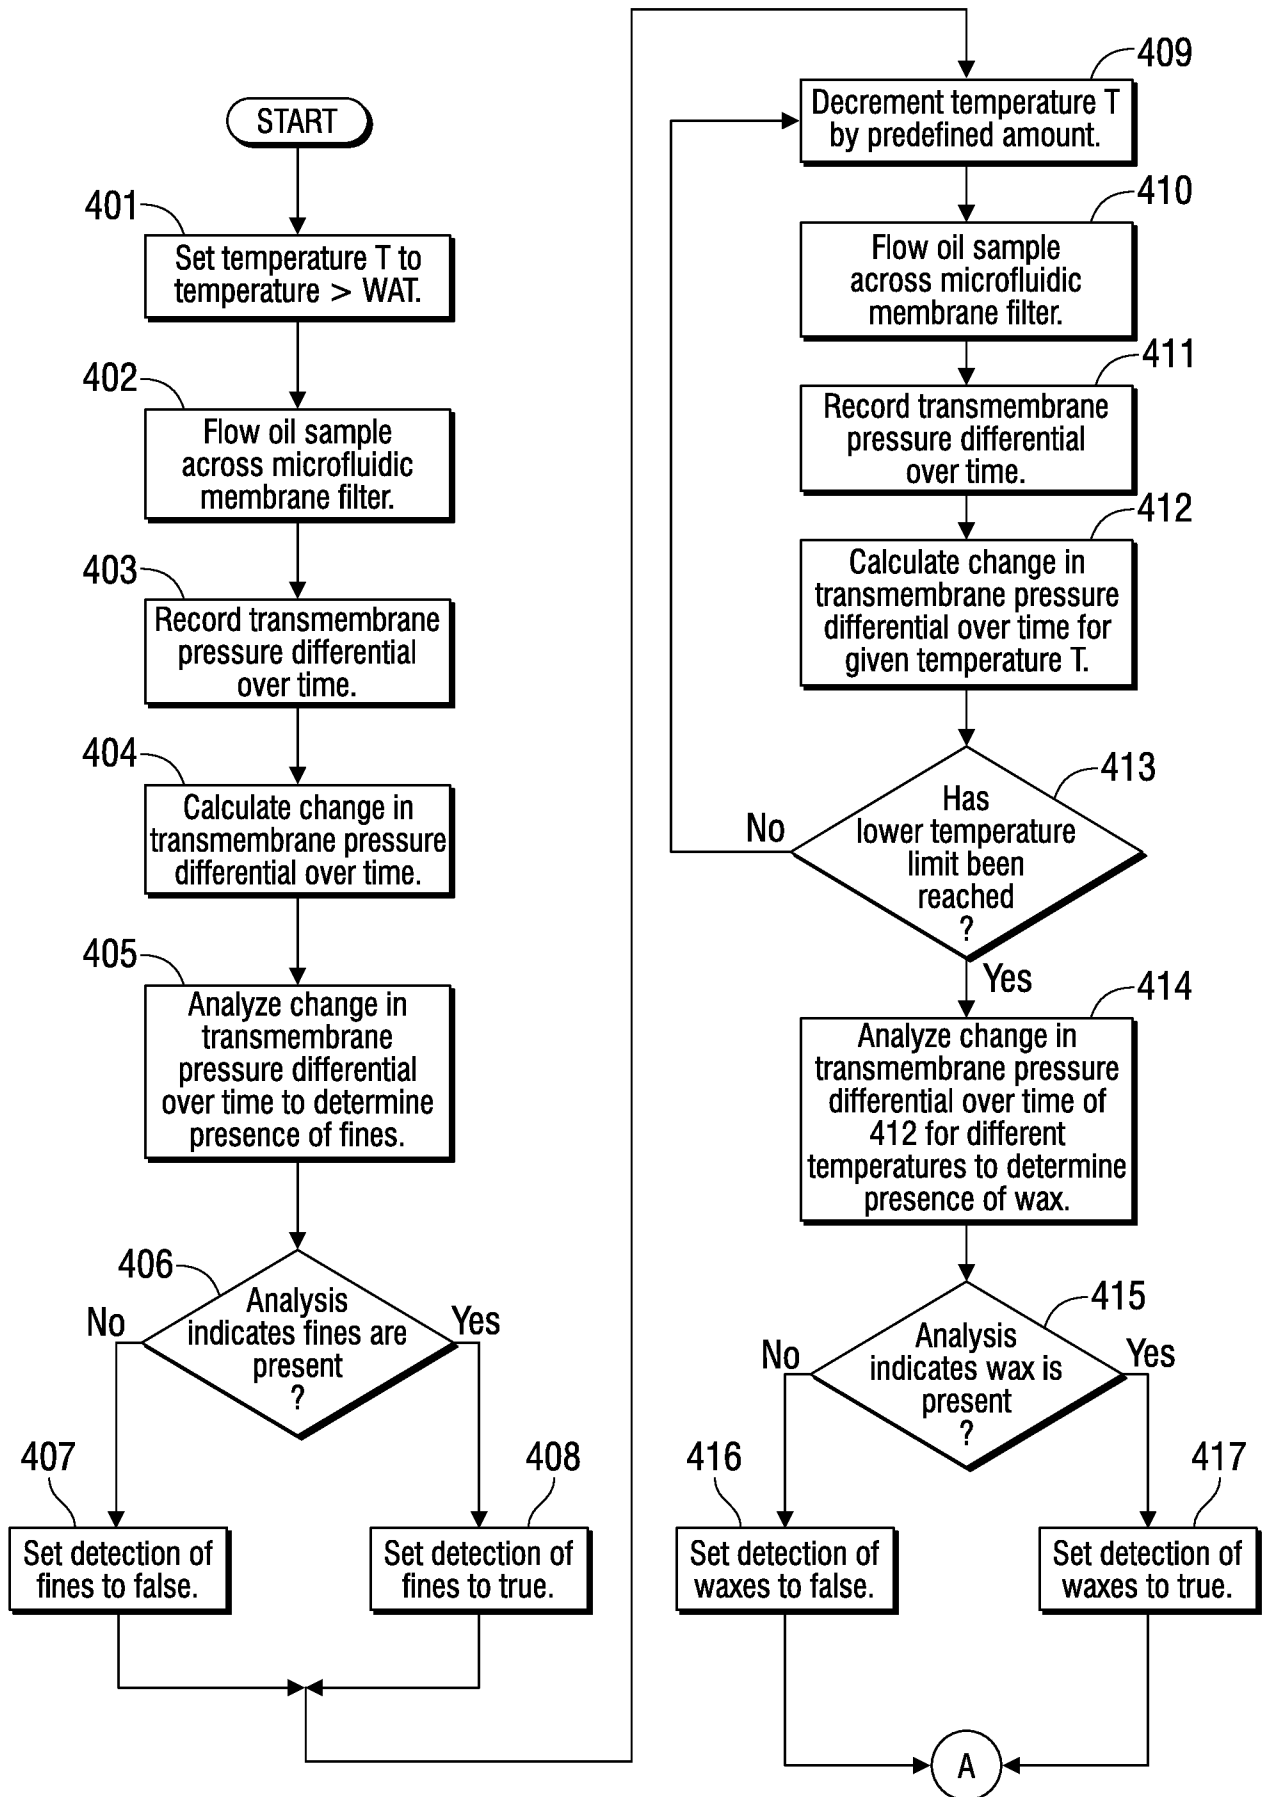 START
401
Set temperature T to
temperature > WAT.
402
Flow oil sample
across microfluidic
membrane filter.
403
Record transmembrane
pressure differential
over time.
404
Calculate change in
transmembrane pressure
differential over time.
405
Analyze change in
transmembrane
pressure differential
over time to determine
presence of fines.
406
Analysis
indicates fines are
present
?
No
Yes
407
Set detection of
fines to false.
408
Set detection of
fines to true.
409
Decrement temperature T
by predefined amount.
410
Flow oil sample
across microfluidic
membrane filter.
411
Record transmembrane
pressure differential
over time.
412
Calculate change in
transmembrane pressure
differential over time for
given temperature T.
413
Has
lower temperature
limit been
reached
?
No
Yes
414
Analyze change in
transmembrane pressure
differential over time of
412 for different
temperatures to determine
presence of wax.
415
Analysis
indicates wax is
present
?
No
Yes
416
Set detection of
waxes to false.
417
Set detection of
waxes to true.
A